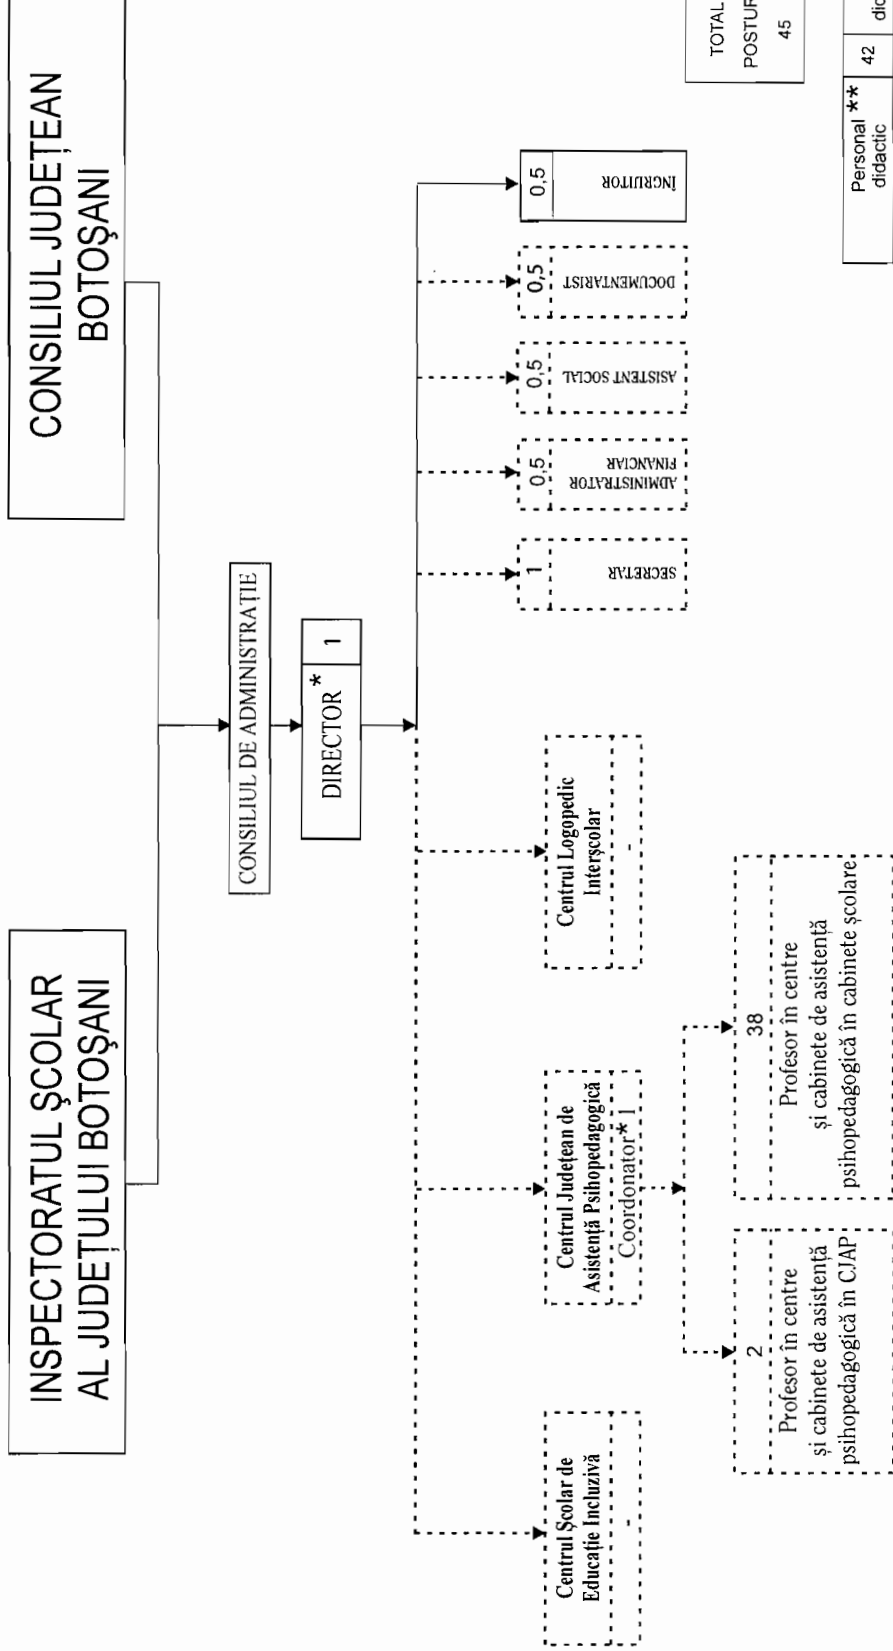 INSPECTORATUL ŞCOLAR
AL JUDEŢULUI BOTOŞANI
CONSILIUL JUDEŢEAN
BOTOŞANI
CONSILIUL DE ADMINISTRAŢIE
DIRECTOR* 1
Centrul Şcolar de
Educaţie Incluzivă
-
Centrul Judeţean de
Asistenţă Psihopedagogică
Coordonator* 1
Centrul Logopedic
Interşcolar
-
1
SECRETAR
0,5
ADMINISTRATOR
FINANCIAR
0,5
ASISTENT SOCIAL
0,5
DOCUMENTARIST
0,5
ÎNGRIJITOR
2
Profesor în centre
şi cabinete de asistenţă
psihopedagogică în CJAP
38
Profesor în centre
şi cabinete de asistenţă
psihopedagogică în cabinete şcolare
TOTAL
POSTUR
45
Personal **
didactic
42